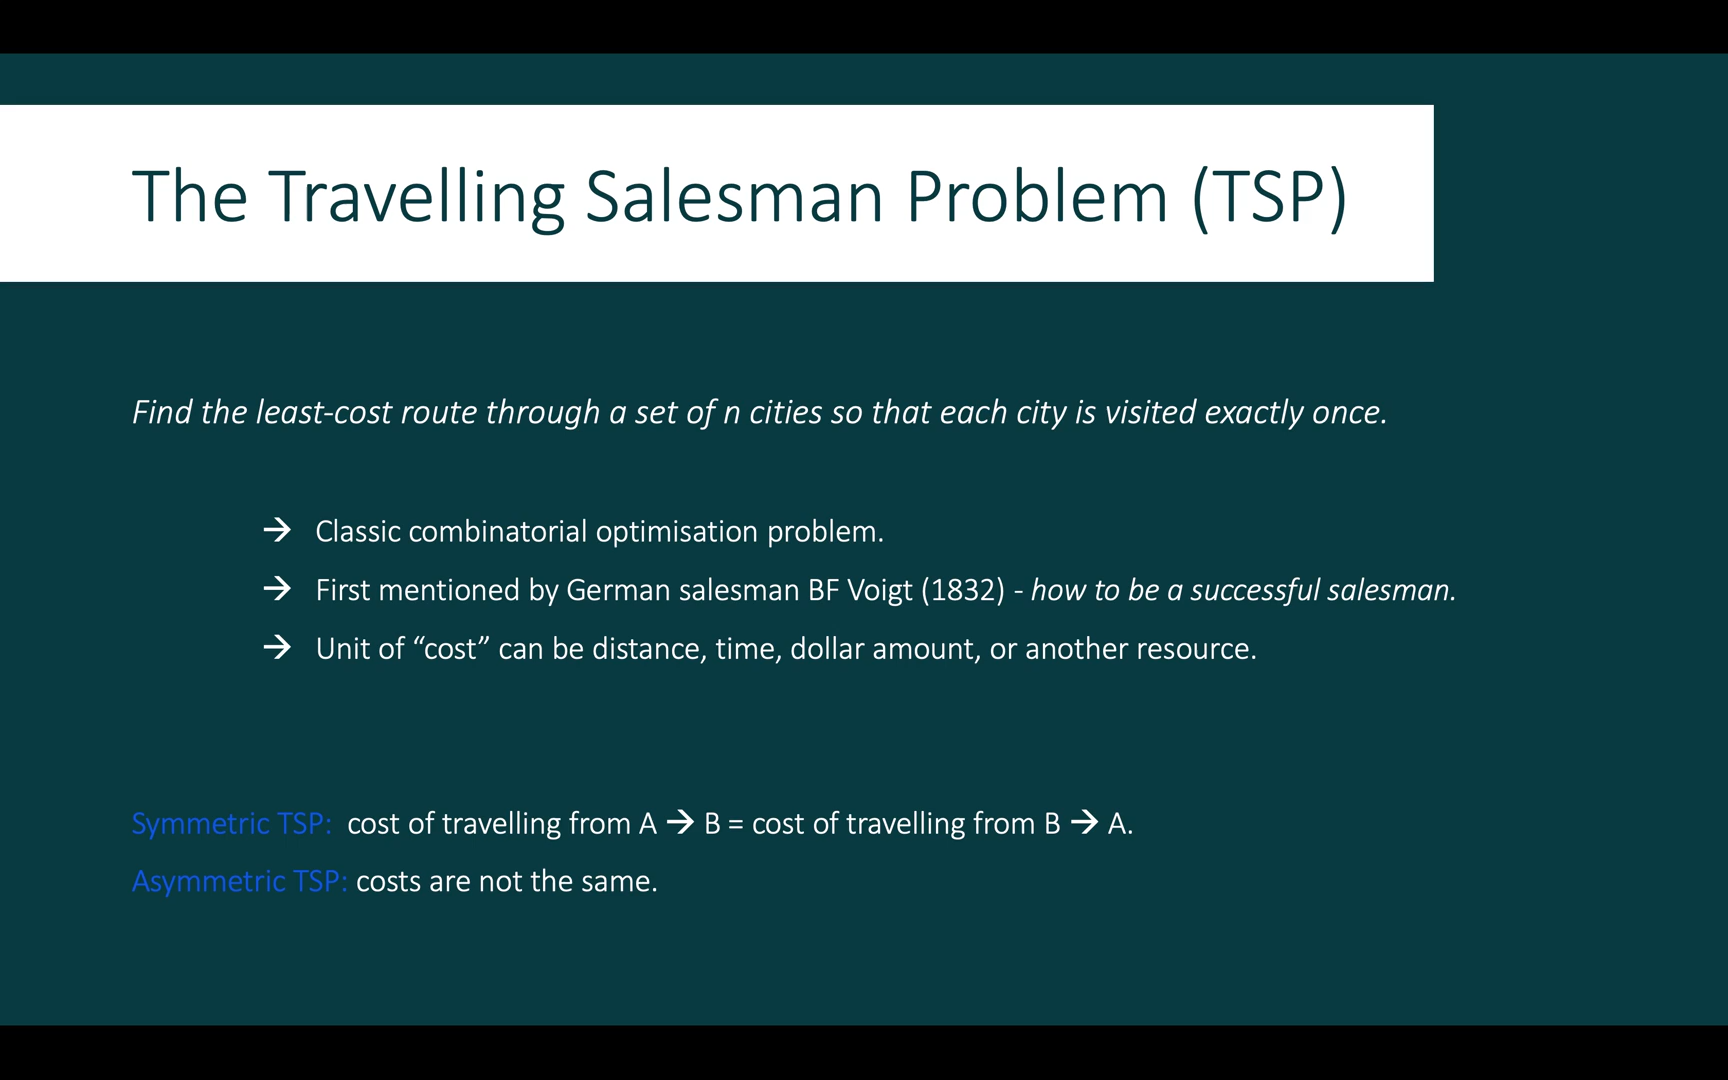 The Travelling Salesman Problem (TSP)
Find the least-cost route through a set of n cities so that each city is visited exactly once.
→ Classic combinatorial optimisation problem.
→ First mentioned by German salesman BF Voigt (1832) - how to be a successful salesman.
→ Unit of “cost” can be distance, time, dollar amount, or another resource.
Symmetric TSP: cost of travelling from A → B = cost of travelling from B → A.
Asymmetric TSP: costs are not the same.